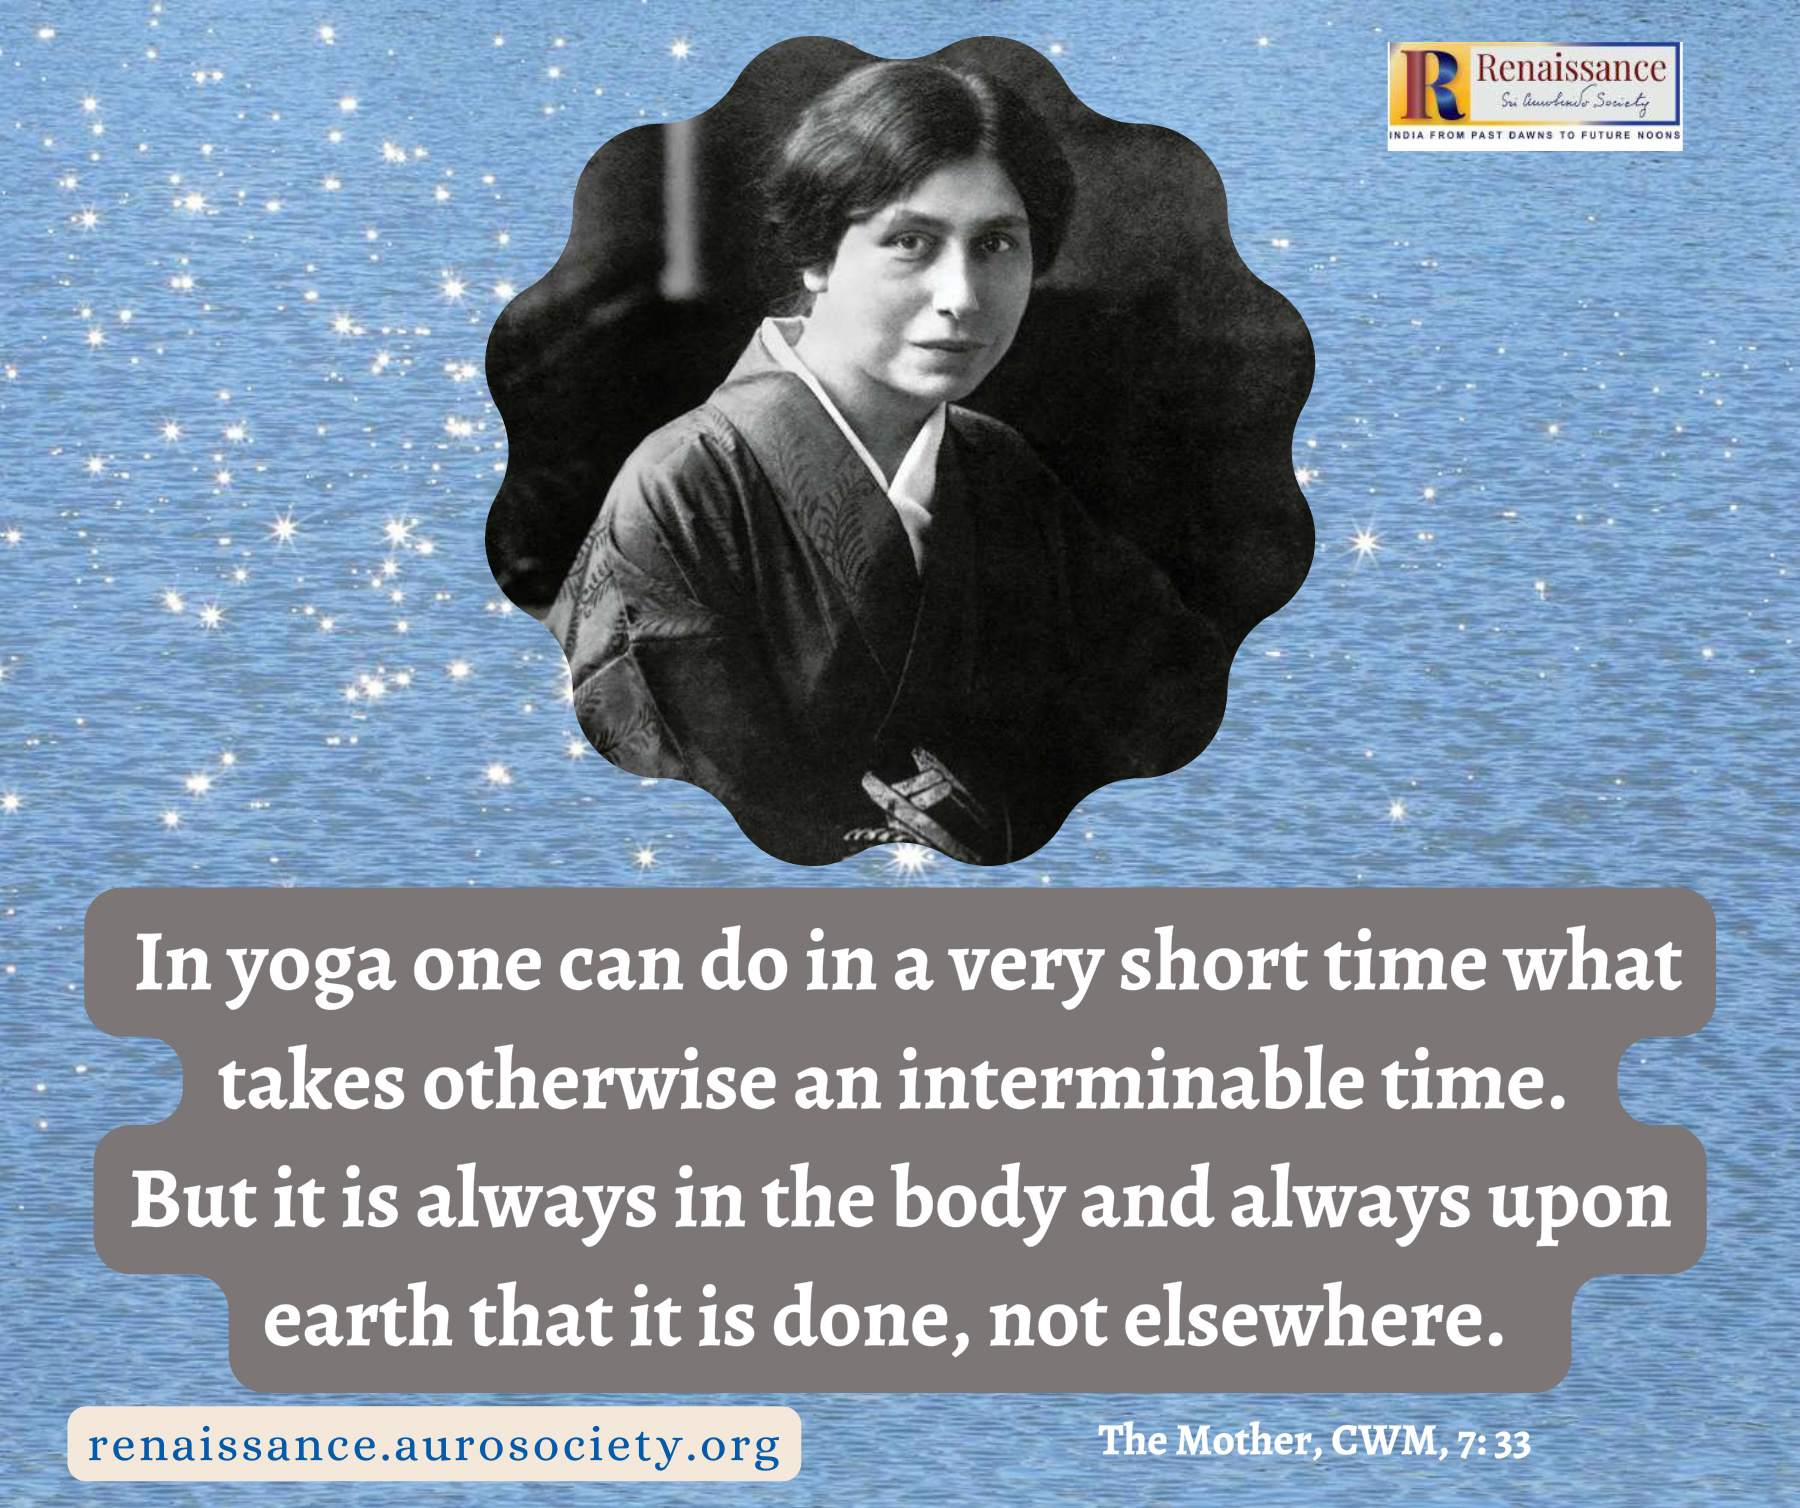 Renaissance
Sri Aurobindo Society
INDIA FROM PAST DAWNS TO FUTURE NOONS
In yoga one can do in a very short time what
takes otherwise an interminable time.
But it is always in the body and always upon
earth that it is done, not elsewhere.
renaissance.aurosociety.org
The Mother, CWM, 7: 33